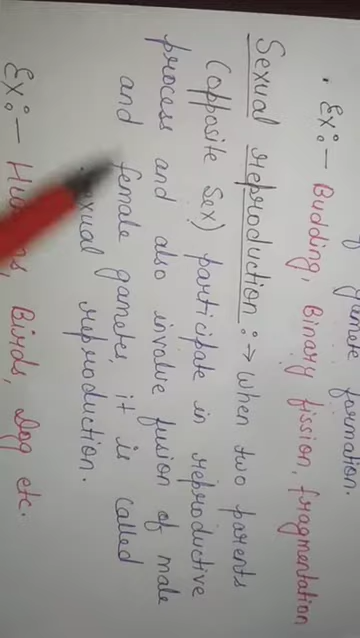 gamete formation.
Ex:- Budding, Binary fission, fragmentation
Sexual reproduction :→ When two parents
(opposite Sex) participate in reproductive
process and also involve fusion of male
and female gametes, it is called
reproduction.
Ex:- Birds, Dog etc.